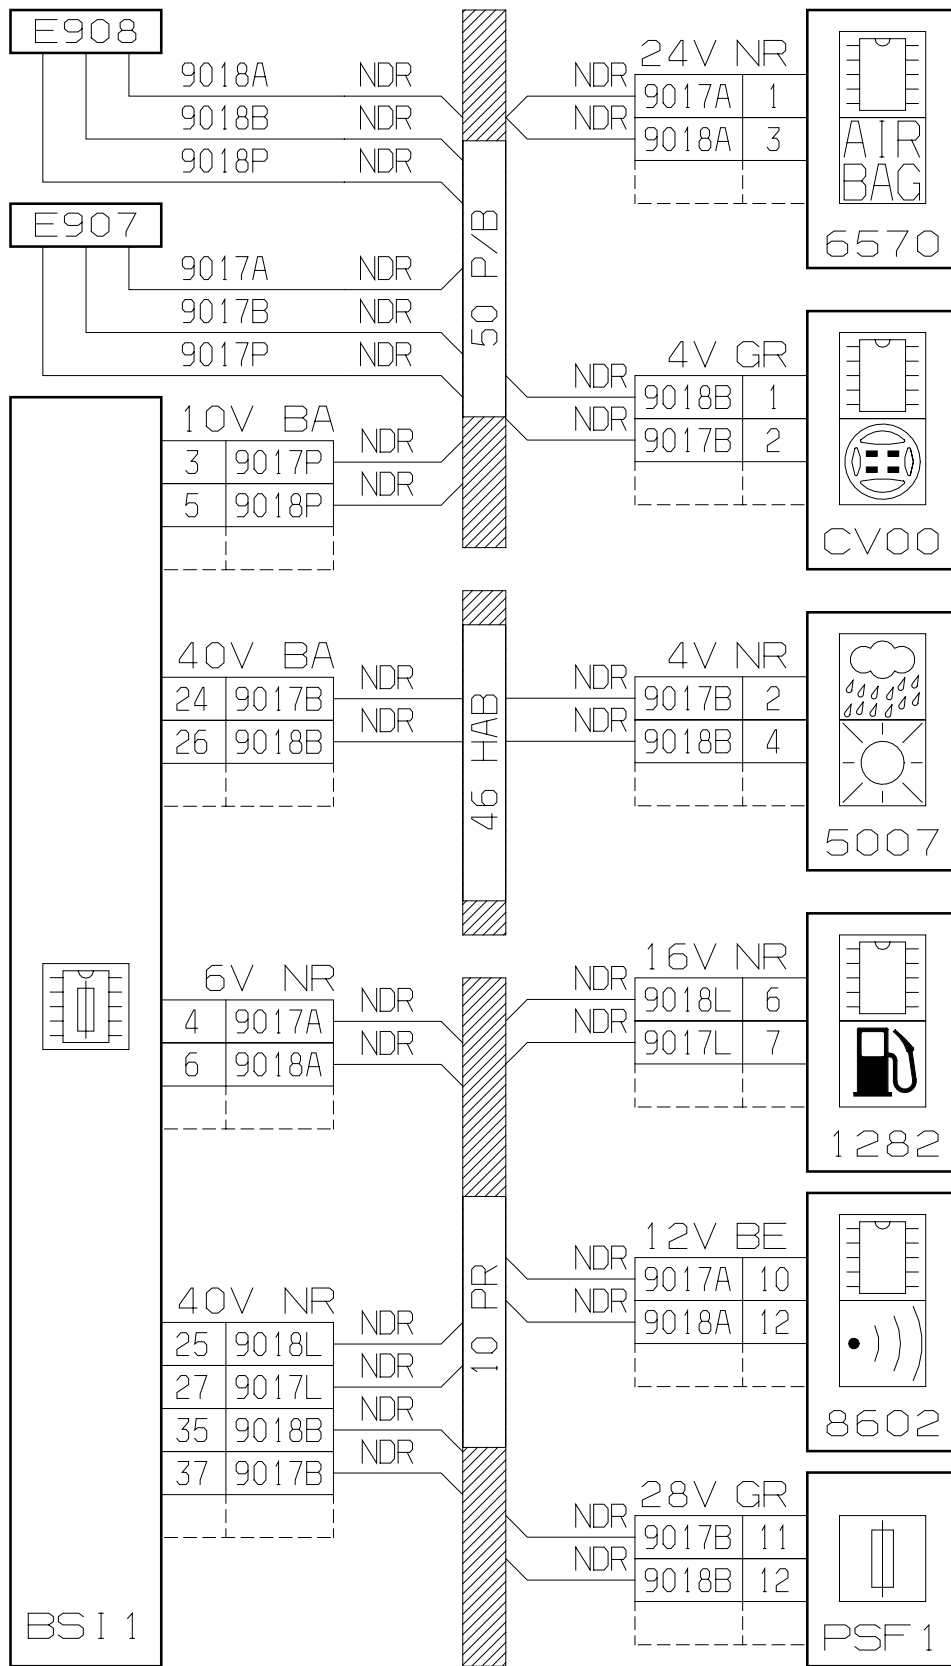 E908
9018A NDR
9018B NDR
9018P NDR
E907
9017A NDR
9017B NDR
9017P NDR
10V BA
3 9017P NDR
5 9018P NDR
40V BA
24 9017B NDR
26 9018B NDR
6V NR
4 9017A NDR
6 9018A NDR
40V NR
25 9018L NDR
27 9017L NDR
35 9018B NDR
37 9017B NDR
BSI1
50 P/B
46 HAB
10 PR
24V NR
NDR 9017A 1
NDR 9018A 3
AIR
BAG
6570
4V GR
NDR 9018B 1
NDR 9017B 2
CV00
4V NR
NDR 9017B 2
NDR 9018B 4
5007
16V NR
NDR 9018L 6
NDR 9017L 7
1282
12V BE
NDR 9017A 10
NDR 9018A 12
8602
28V GR
NDR 9017B 11
NDR 9018B 12
PSF1